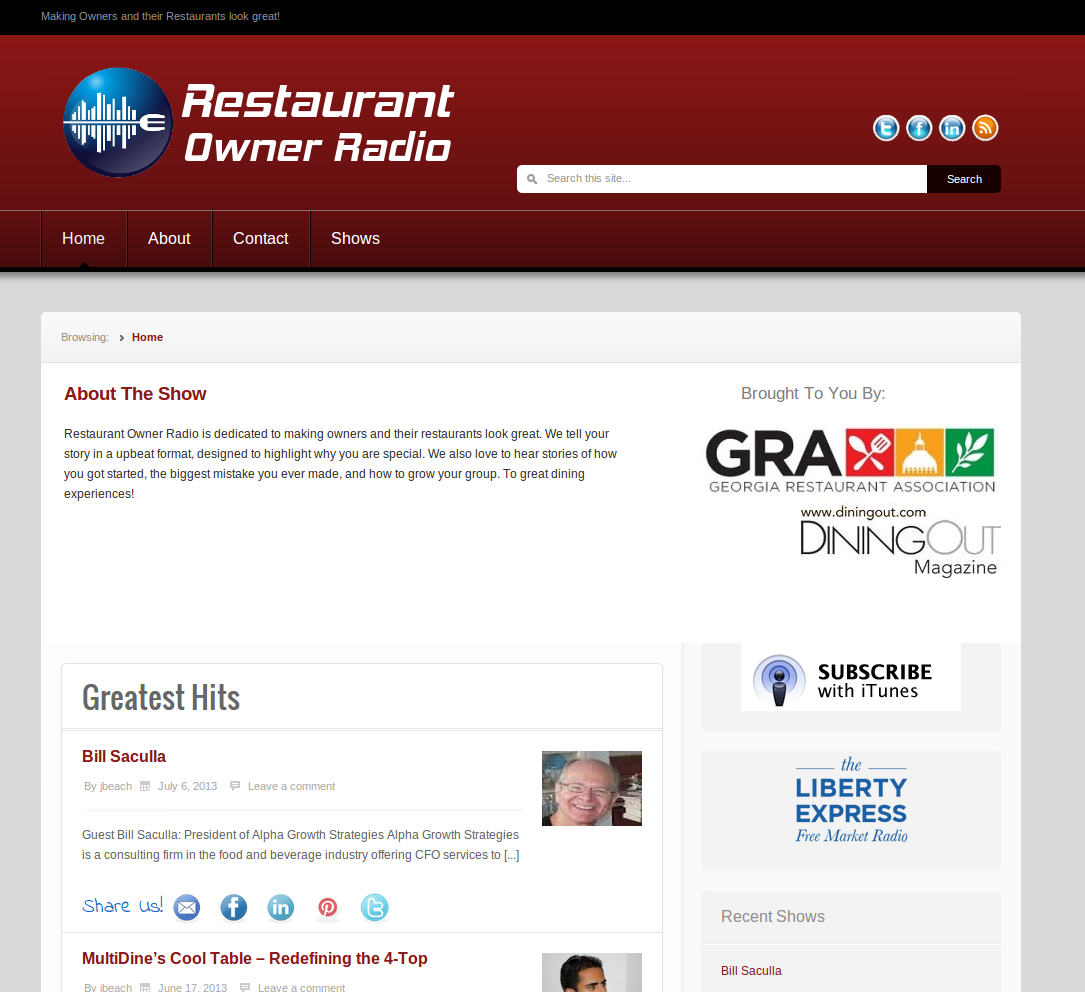 Making Owners and their Restaurants look great!
Restaurant
Owner Radio
Search this site...
Search
Home
About
Contact
Shows
Browsing:
Home
About The Show
Restaurant Owner Radio is dedicated to making owners and their restaurants look great. We tell your
story in a upbeat format, designed to highlight why you are special. We also love to hear stories of how
you got started, the biggest mistake you ever made, and how to grow your group. To great dining
experiences!
Brought To You By:
GRA
GEORGIA RESTAURANT ASSOCIATION
www.diningout.com
DININGOUT
Magazine
Greatest Hits
Bill Saculla
By jbeach July 6, 2013 Leave a comment
Guest Bill Saculla: President of Alpha Growth Strategies Alpha Growth Strategies
is a consulting firm in the food and beverage industry offering CFO services to [...]
Share Us!
MultiDine’s Cool Table – Redefining the 4-Top
By jbeach June 17, 2013 Leave a comment
SUBSCRIBE
with iTunes
the
LIBERTY
EXPRESS
Free Market Radio
Recent Shows
Bill Saculla